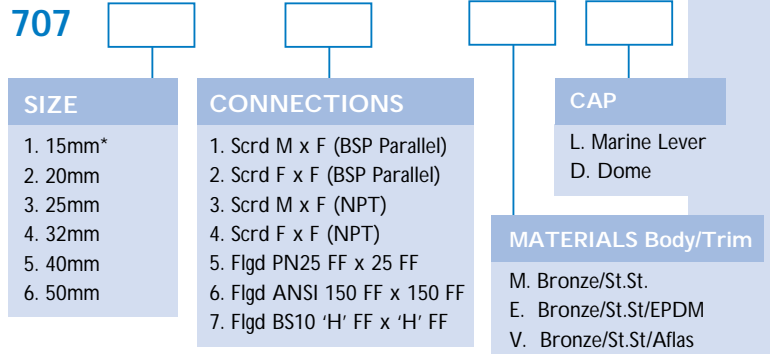 707
SIZE
1. 15mm*
2. 20mm
3. 25mm
4. 32mm
5. 40mm
6. 50mm
CONNECTIONS
1. Scrd M x F (BSP Parallel)
2. Scrd F x F (BSP Parallel)
3. Scrd M x F (NPT)
4. Scrd F x F (NPT)
5. Flgd PN25 FF x 25 FF
6. Flgd ANSI 150 FF x 150 FF
7. Flgd BS10 ‘H’ FF x ‘H’ FF
CAP
L. Marine Lever
D. Dome
MATERIALS Body/Trim
M. Bronze/St.St.
E. Bronze/St.St/EPDM
V. Bronze/St.St/Aflas